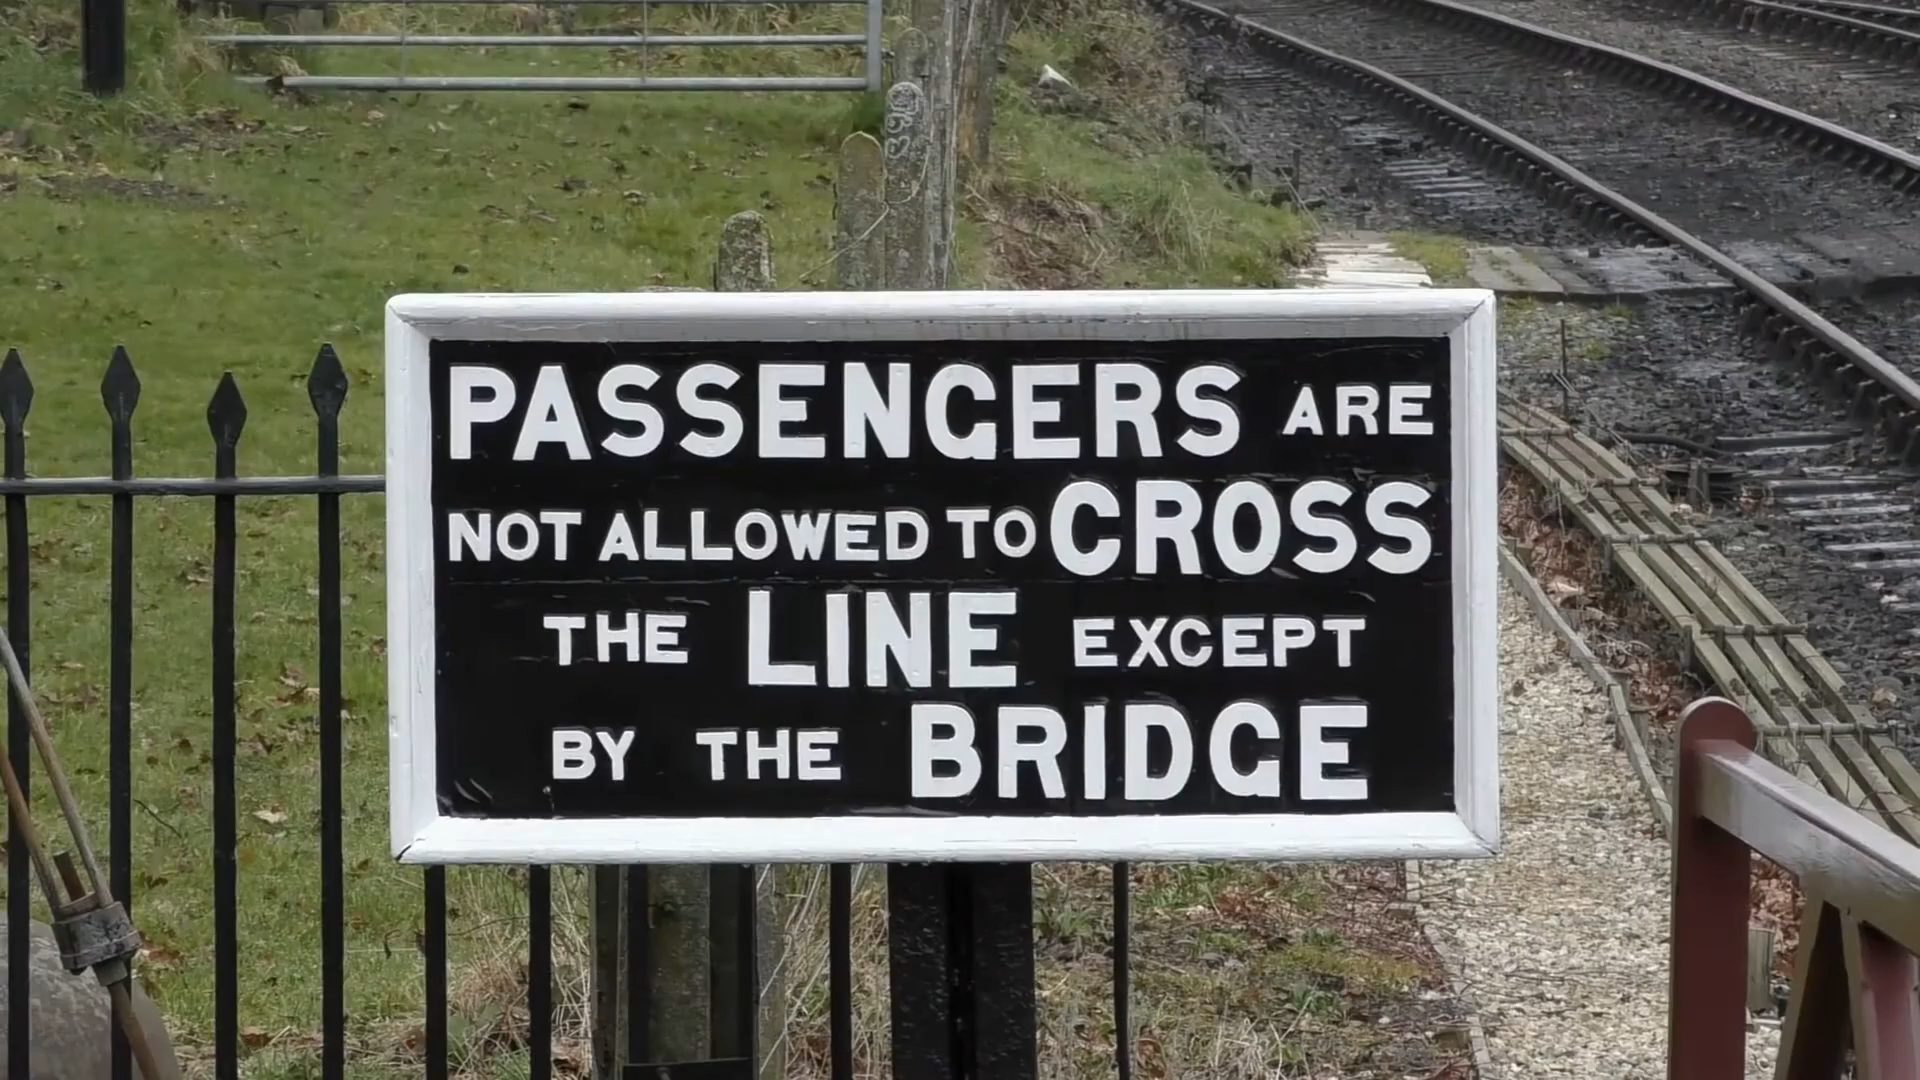 PASSENGERS ARE
NOT ALLOWED TO CROSS
THE LINE EXCEPT
BY THE BRIDGE